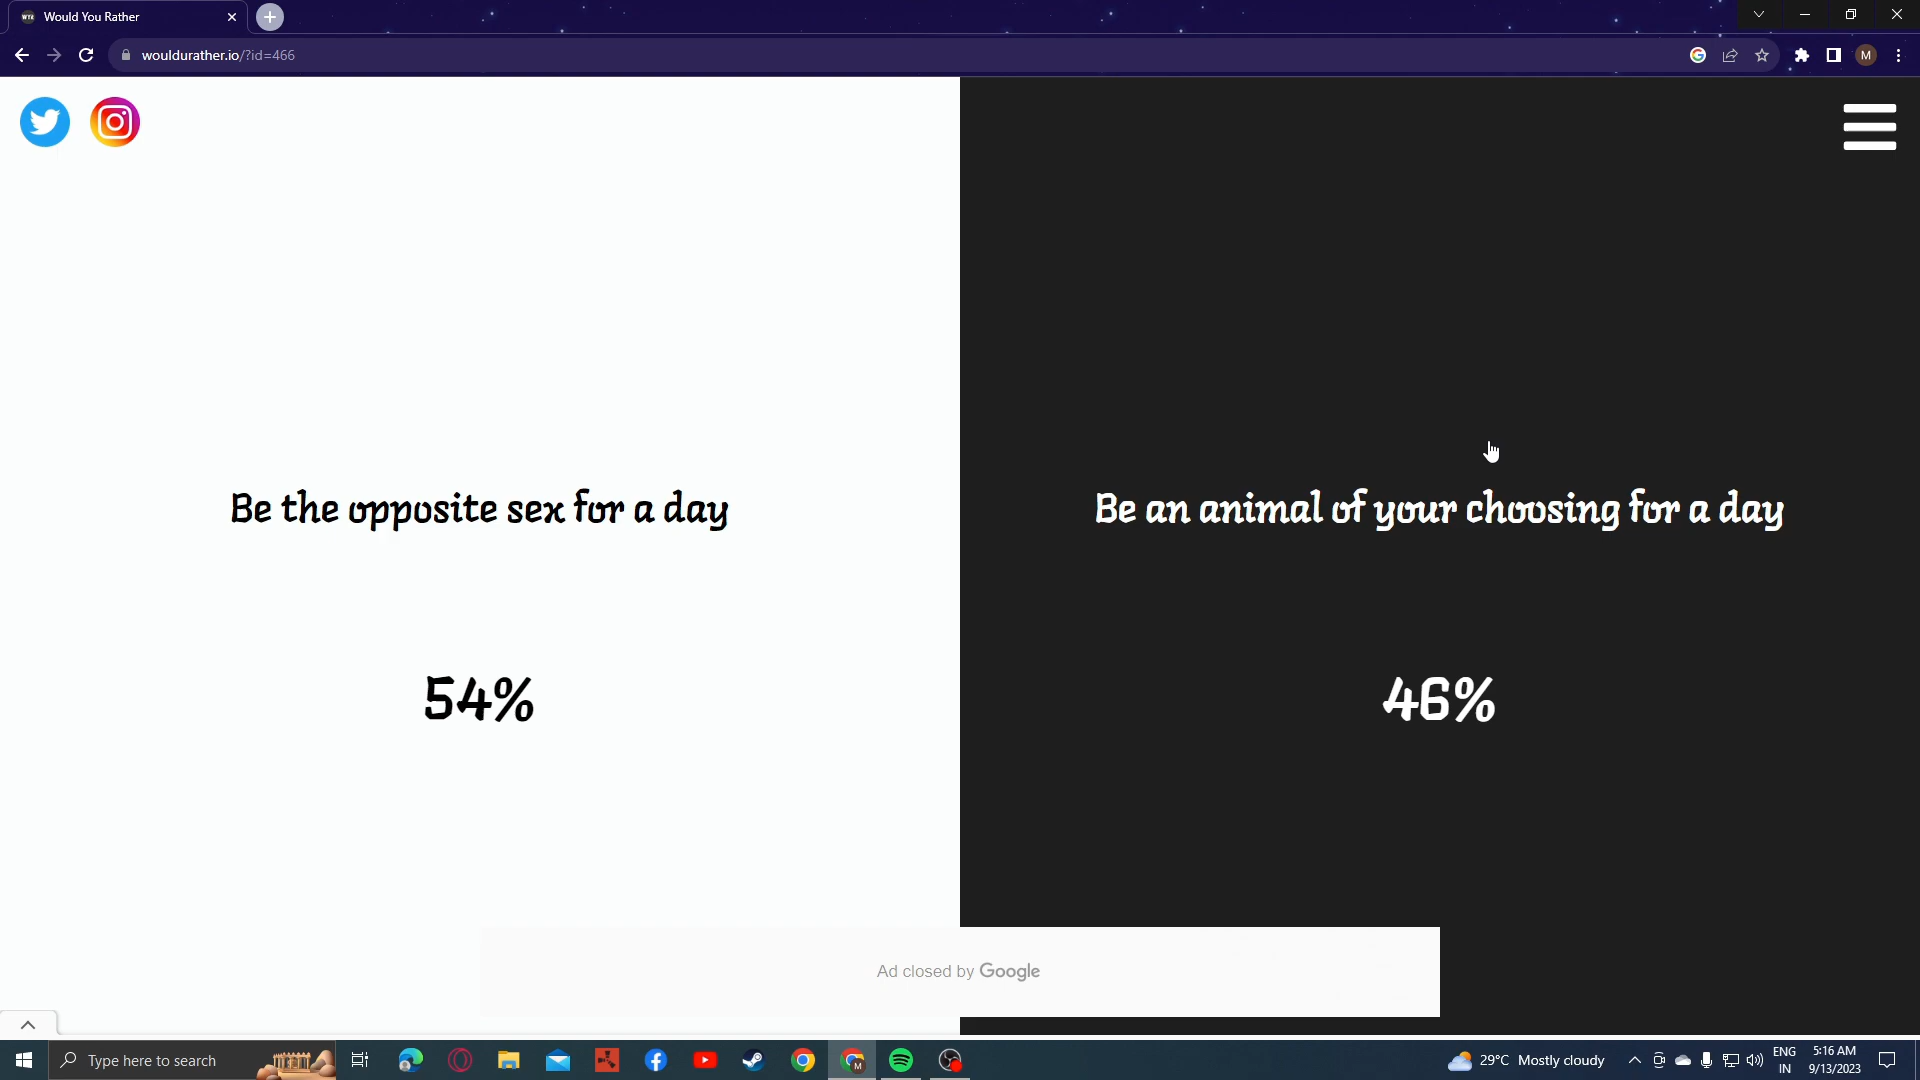 Would You Rather
wouldurather.io/?id=466
M
Be the opposite sex for a day
Be an animal of your choosing for a day
54%
46%
Ad closed by Google
Type here to search
M
29°C Mostly cloudy
ENG
IN
5:16 AM
9/13/2023